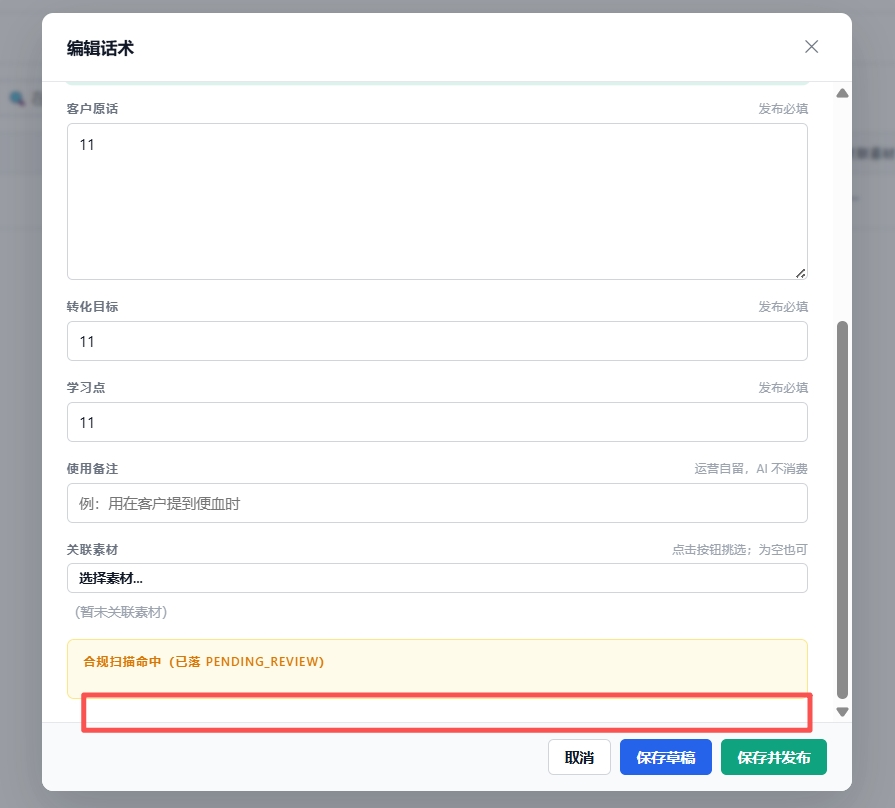 编辑话术
客户原话 发布必填
11
转化目标 发布必填
11
学习点 发布必填
11
使用备注 运营自留，AI 不消费
例：用在客户提到便血时
关联素材 点击按钮挑选；为空也可
选择素材...
（暂未关联素材）
合规扫描命中（已落 PENDING_REVIEW）
取消 保存草稿 保存并发布